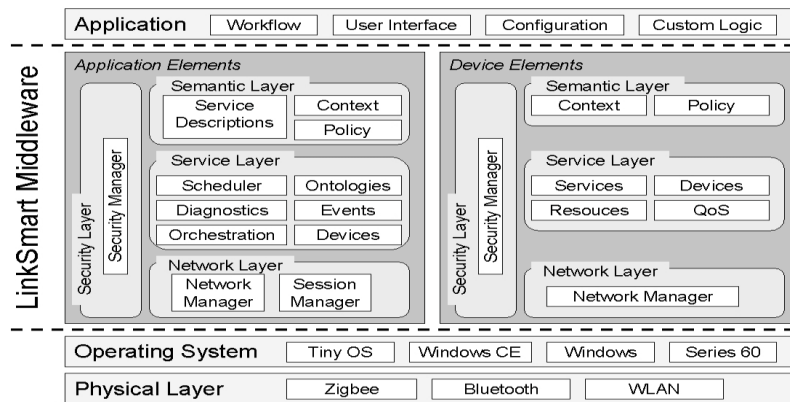 Application
Workflow
User Interface
Configuration
Custom Logic
LinkSmart Middleware
Application Elements
Security Layer
Security Manager
Semantic Layer
Service
Descriptions
Context
Policy
Service Layer
Scheduler
Ontologies
Diagnostics
Events
Orchestration
Devices
Network Layer
Network
Manager
Session
Manager
Device Elements
Security Layer
Security Manager
Semantic Layer
Context
Policy
Service Layer
Services
Devices
Resouces
QoS
Network Layer
Network Manager
Operating System
Tiny OS
Windows CE
Windows
Series 60
Physical Layer
Zigbee
Bluetooth
WLAN